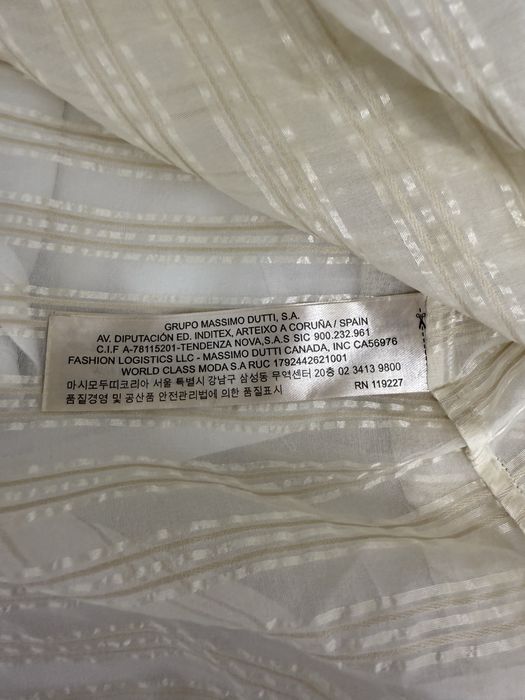 GRUPO MASSIMO DUTTI, S.A.
AV. DIPUTACIÓN ED. INDITEX, ARTEIXO A CORUÑA / SPAIN
C.I.F A-78115201-TENDENZA NOVA,S.A.S SIC 900.232.961
FASHION LOGISTICS LLC - MASSIMO DUTTI CANADA, INC CA56976
WORLD CLASS MODA S.A RUC 1792442621001
마시모두띠코리아 서울 특별시 강남구 삼성동 무역센터 20층 02 3413 9800
품질경영 및 공산품 안전관리법에 의한 품질표시 RN 119227